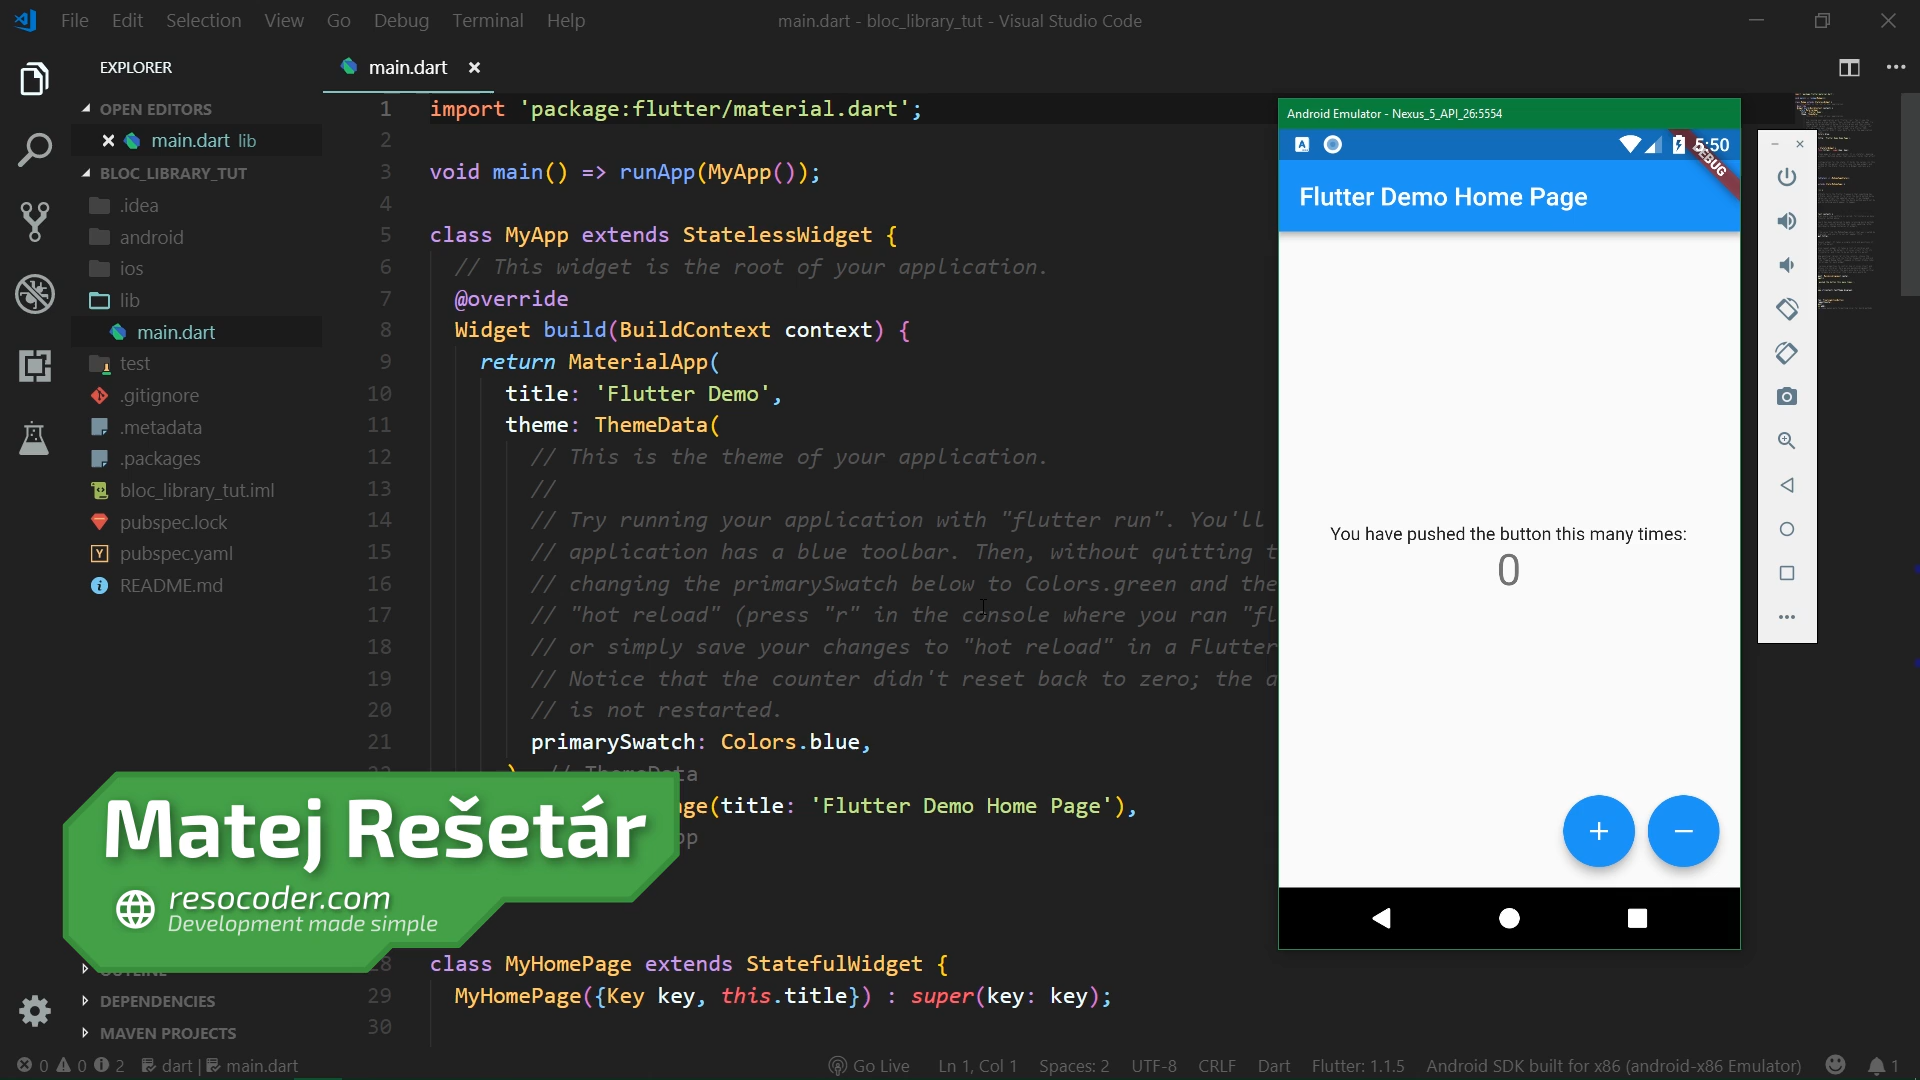 File Edit Selection View Go Debug Terminal Help
main.dart - bloc_library_tut - Visual Studio Code
EXPLORER
OPEN EDITORS
main.dart lib
BLOC_LIBRARY_TUT
.idea
android
ios
lib
main.dart
test
.gitignore
.metadata
.packages
bloc_library_tut.iml
pubspec.lock
pubspec.yaml
README.md
OUTLINE
DEPENDENCIES
MAVEN PROJECTS
main.dart
1 import 'package:flutter/material.dart';
2
3 void main() => runApp(MyApp());
4
5 class MyApp extends StatelessWidget {
6 // This widget is the root of your application.
7 @override
8 Widget build(BuildContext context) {
9 return MaterialApp(
10 title: 'Flutter Demo',
11 theme: ThemeData(
12 // This is the theme of your application.
13 //
14 // Try running your application with "flutter run". You'll
15 // application has a blue toolbar. Then, without quitting t
16 // changing the primarySwatch below to Colors.green and the
17 // "hot reload" (press "r" in the console where you ran "fl
18 // or simply save your changes to "hot reload" in a Flutter
19 // Notice that the counter didn't reset back to zero; the a
20 // is not restarted.
21 primarySwatch: Colors.blue,
22 ), // ThemeData
ge(title: 'Flutter Demo Home Page'),
pp
28 class MyHomePage extends StatefulWidget {
29 MyHomePage({Key key, this.title}) : super(key: key);
30
Matej Rešetár
resocoder.com
Development made simple
Android Emulator - Nexus_5_API_26:5554
A
5:50
DEBUG
Flutter Demo Home Page
You have pushed the button this many times:
0
+ −
0 0 2 dart | main.dart Go Live Ln 1, Col 1 Spaces: 2 UTF-8 CRLF Dart Flutter: 1.1.5 Android SDK built for x86 (android-x86 Emulator) 1